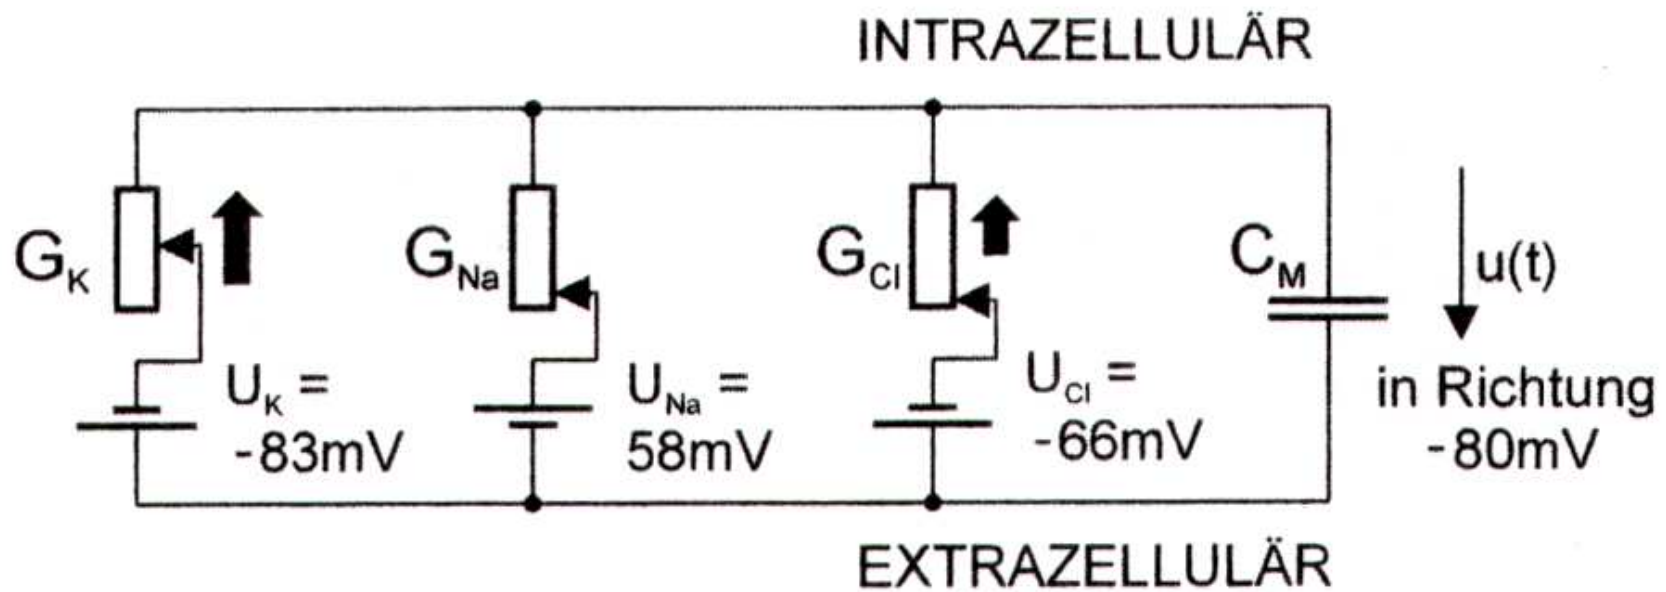 INTRAZELLULÄR
G_K
G_Na
G_Cl
C_M
u(t)
U_K =
-83mV
U_Na =
58mV
U_Cl =
-66mV
in Richtung
-80mV
EXTRAZELLULÄR